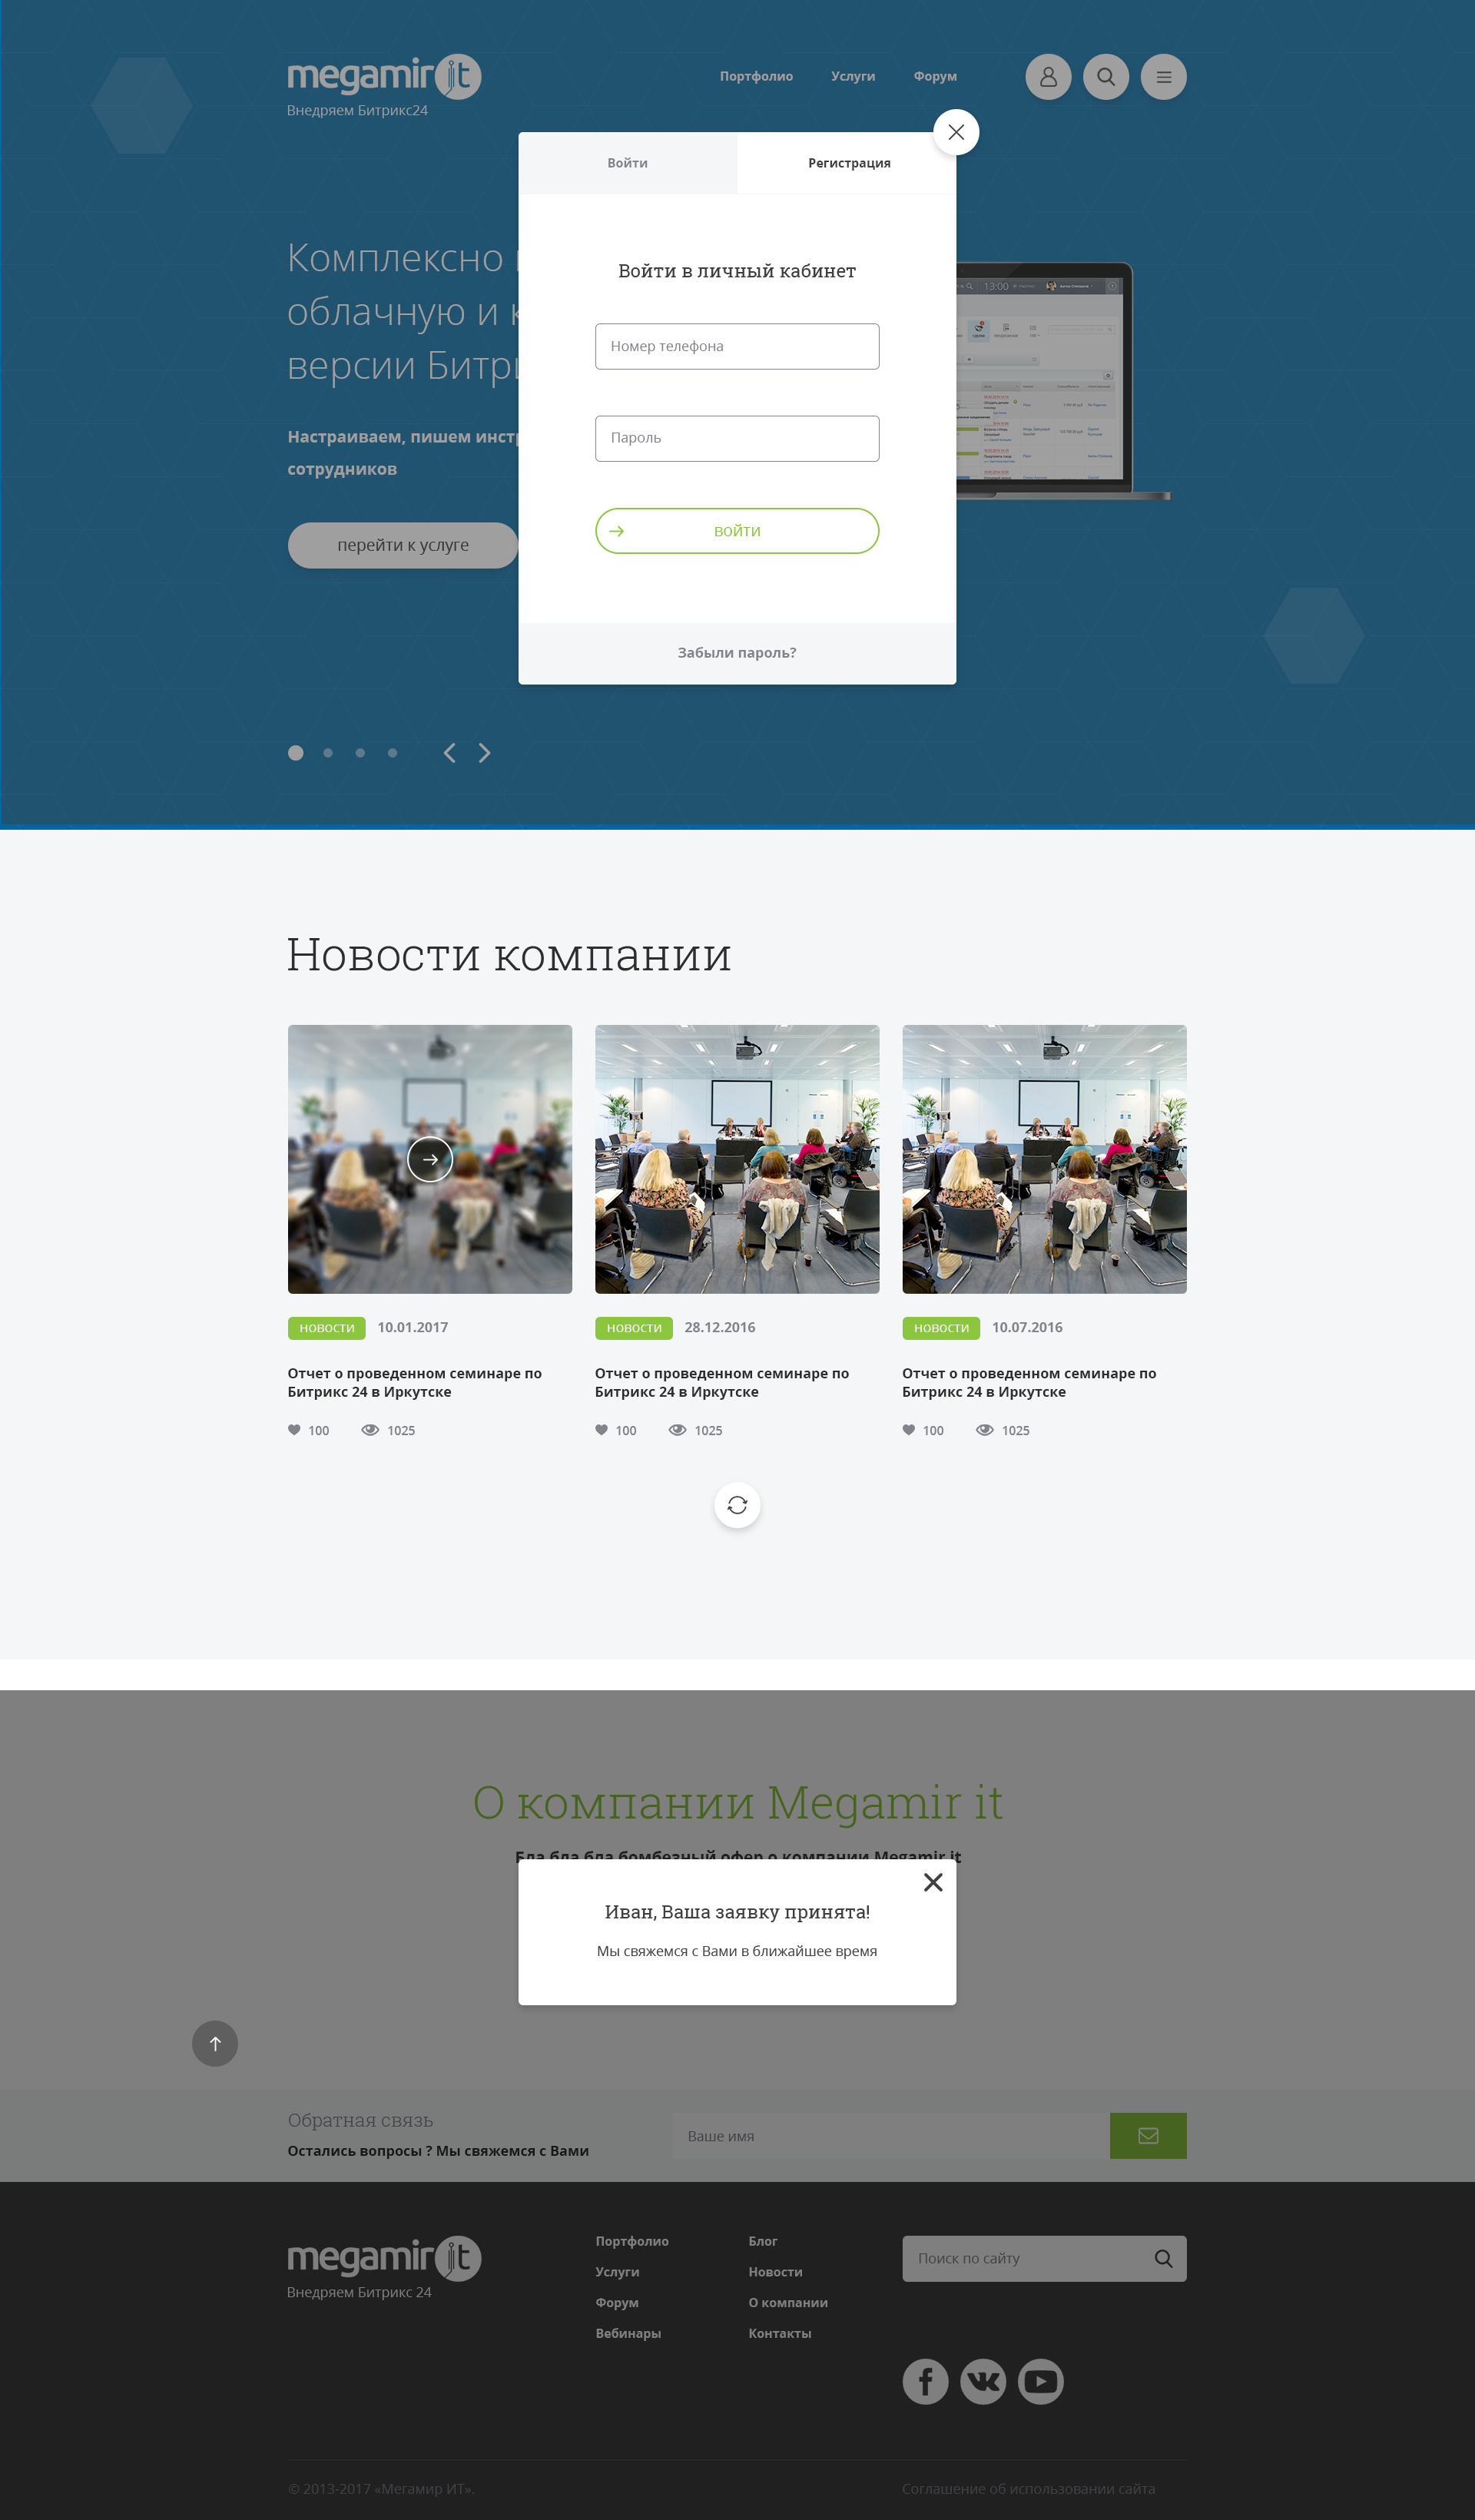 megamir it
Портфолио
Услуги
Форум
Внедряем Битрикс24
Войти
Регистрация
Комплексно
облачную и
версии Битри
Настраиваем, пишем инстр
сотрудников
перейти к услуге
13:00
Войти в личный кабинет
Номер телефона
Пароль
ВОЙТИ
Забыли пароль?
Новости компании
НОВОСТИ 10.01.2017
Отчет о проведенном семинаре по
Битрикс 24 в Иркутске
100 1025
НОВОСТИ 28.12.2016
Отчет о проведенном семинаре по
Битрикс 24 в Иркутске
100 1025
НОВОСТИ 10.07.2016
Отчет о проведенном семинаре по
Битрикс 24 в Иркутске
100 1025
О компании Megamir it
Бла бла бла бомбезный офер о компании Megamir it
Иван, Ваша заявку принята!
Мы свяжемся с Вами в ближайшее время
Обратная связь
Остались вопросы ? Мы свяжемся с Вами
Ваше имя
megamir it
Внедряем Битрикс 24
Портфолио
Услуги
Форум
Вебинары
Блог
Новости
О компании
Контакты
Поиск по сайту
© 2013-2017 «Мегамир ИТ».
Соглашение об использовании сайта